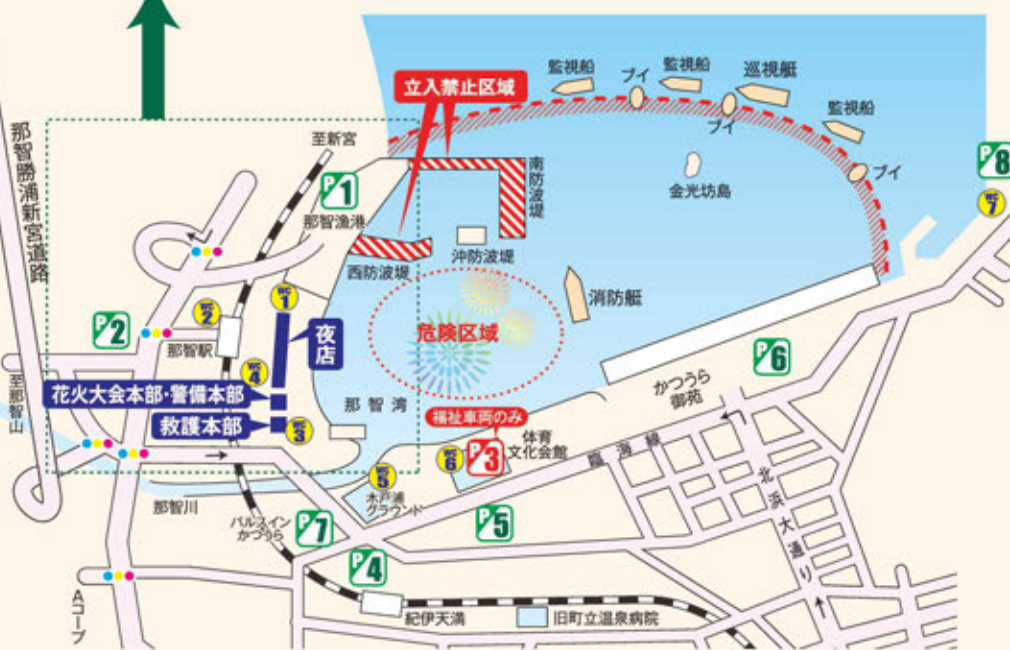 監視船
ブイ
監視船
巡視艇
立入禁止区域
監視船
ブイ
ブイ
至新宮
P8
WC7
那智勝浦新宮道路
P1
那智漁港
南防波堤
金光坊島
西防波堤
沖防波堤
消防艇
WC1
WC2
P2
那智駅
夜店
危険区域
WC4
P6
至那智山
花火大会本部・警備本部
かつうら
御苑
那智湾
福祉車両のみ
救護本部
WC3
体育
文化会館
WC6
P3
臨海線
WC5
木戸浦
グラウンド
北浜大通り
那智川
パルスイン
かつうら
P7
P5
P4
Aコープ
紀伊天満
旧町立温泉病院